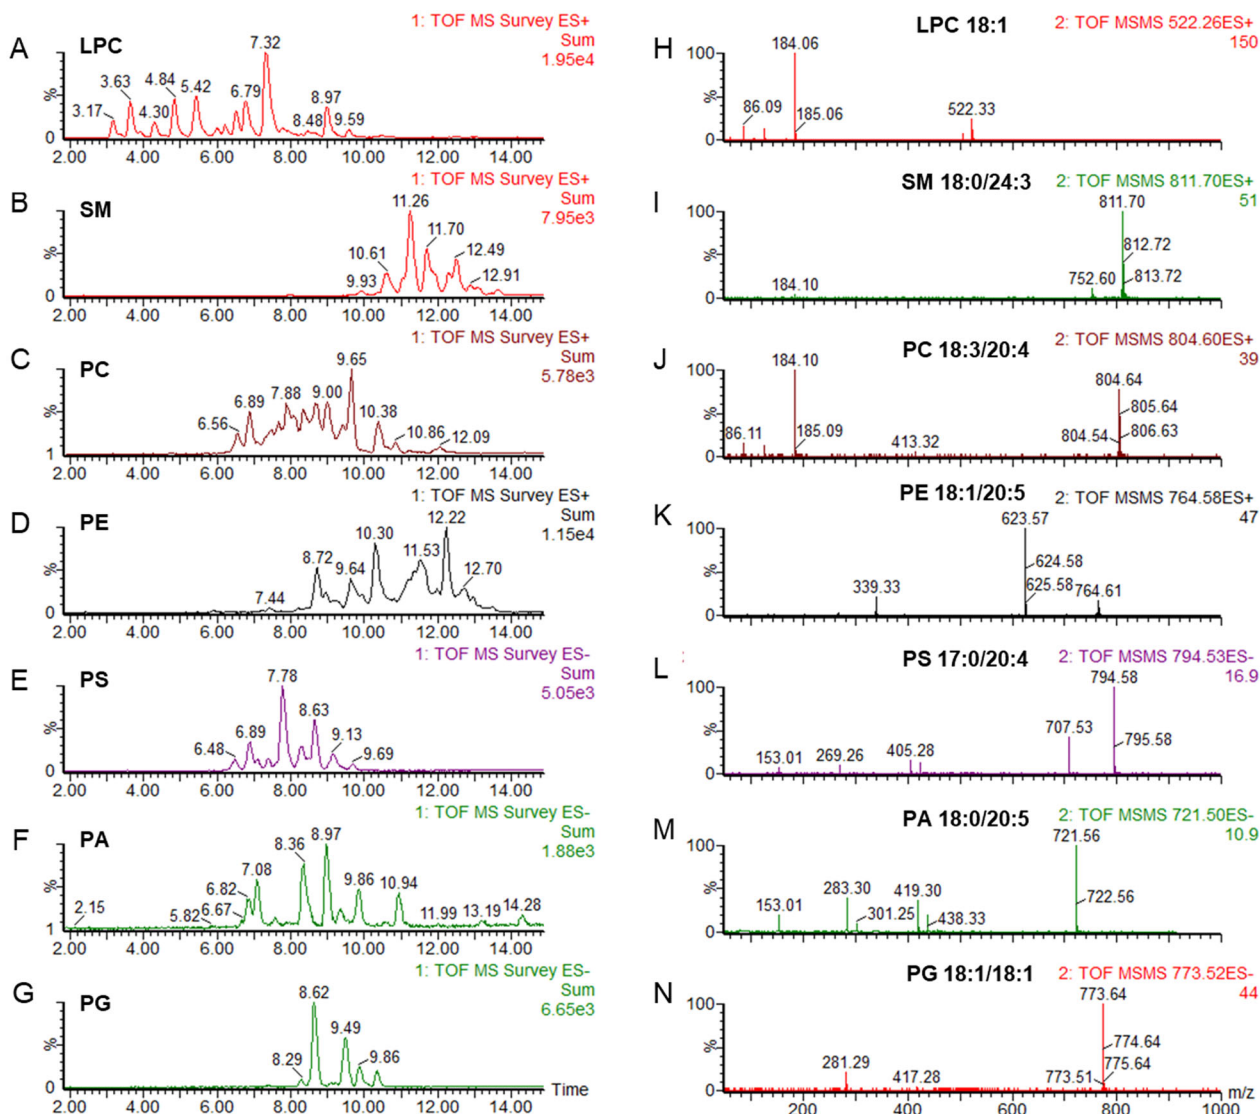 A
LPC
1: TOF MS Survey ES+
Sum
1.95e4
7.32
3.17
3.63
4.30
4.84
5.42
6.79
8.48
8.97
9.59
%
2.00 4.00 6.00 8.00 10.00 12.00 14.00
B
SM
1: TOF MS Survey ES+
Sum
7.95e3
11.26
11.70
10.61
12.49
9.93
12.91
%
0
2.00 4.00 6.00 8.00 10.00 12.00 14.00
C
PC
1: TOF MS Survey ES+
Sum
5.78e3
9.65
6.56
6.89
7.88
9.00
10.38
10.86
12.09
%
1
2.00 4.00 6.00 8.00 10.00 12.00 14.00
D
PE
1: TOF MS Survey ES+
Sum
1.15e4
12.22
10.30
11.53
8.72
9.64
12.70
7.44
%
0
2.00 4.00 6.00 8.00 10.00 12.00 14.00
E
PS
1: TOF MS Survey ES-
Sum
5.05e3
7.78
8.63
6.89
6.48
9.13
9.69
%
0
2.00 4.00 6.00 8.00 10.00 12.00 14.00
F
PA
1: TOF MS Survey ES-
Sum
1.88e3
8.97
8.36
7.08
6.82
6.67
9.86
10.94
2.15
5.82
11.99
13.19
14.28
%
1
2.00 4.00 6.00 8.00 10.00 12.00 14.00
G
PG
1: TOF MS Survey ES-
Sum
6.65e3
8.62
9.49
8.29
9.86
%
0
Time
2.00 4.00 6.00 8.00 10.00 12.00 14.00
H
LPC 18:1
2: TOF MSMS 522.26ES+
150
100
184.06
86.09
185.06
522.33
%
0
I
SM 18:0/24:3
2: TOF MSMS 811.70ES+
51
100
811.70
812.72
813.72
752.60
184.10
%
0
J
PC 18:3/20:4
2: TOF MSMS 804.60ES+
39
100
184.10
804.64
805.64
806.63
804.54
86.11
185.09
413.32
%
0
K
PE 18:1/20:5
2: TOF MSMS 764.58ES+
47
100
623.57
624.58
625.58
764.61
339.33
%
0
L
PS 17:0/20:4
2: TOF MSMS 794.53ES-
16.9
100
794.58
795.58
707.53
153.01
269.26
405.28
%
0
M
PA 18:0/20:5
2: TOF MSMS 721.50ES-
10.9
100
721.56
722.56
283.30
419.30
153.01
301.25
438.33
%
0
N
PG 18:1/18:1
2: TOF MSMS 773.52ES-
44
100
773.64
774.64
775.64
773.51
281.29
417.28
%
0
m/z
200 400 600 800 1000